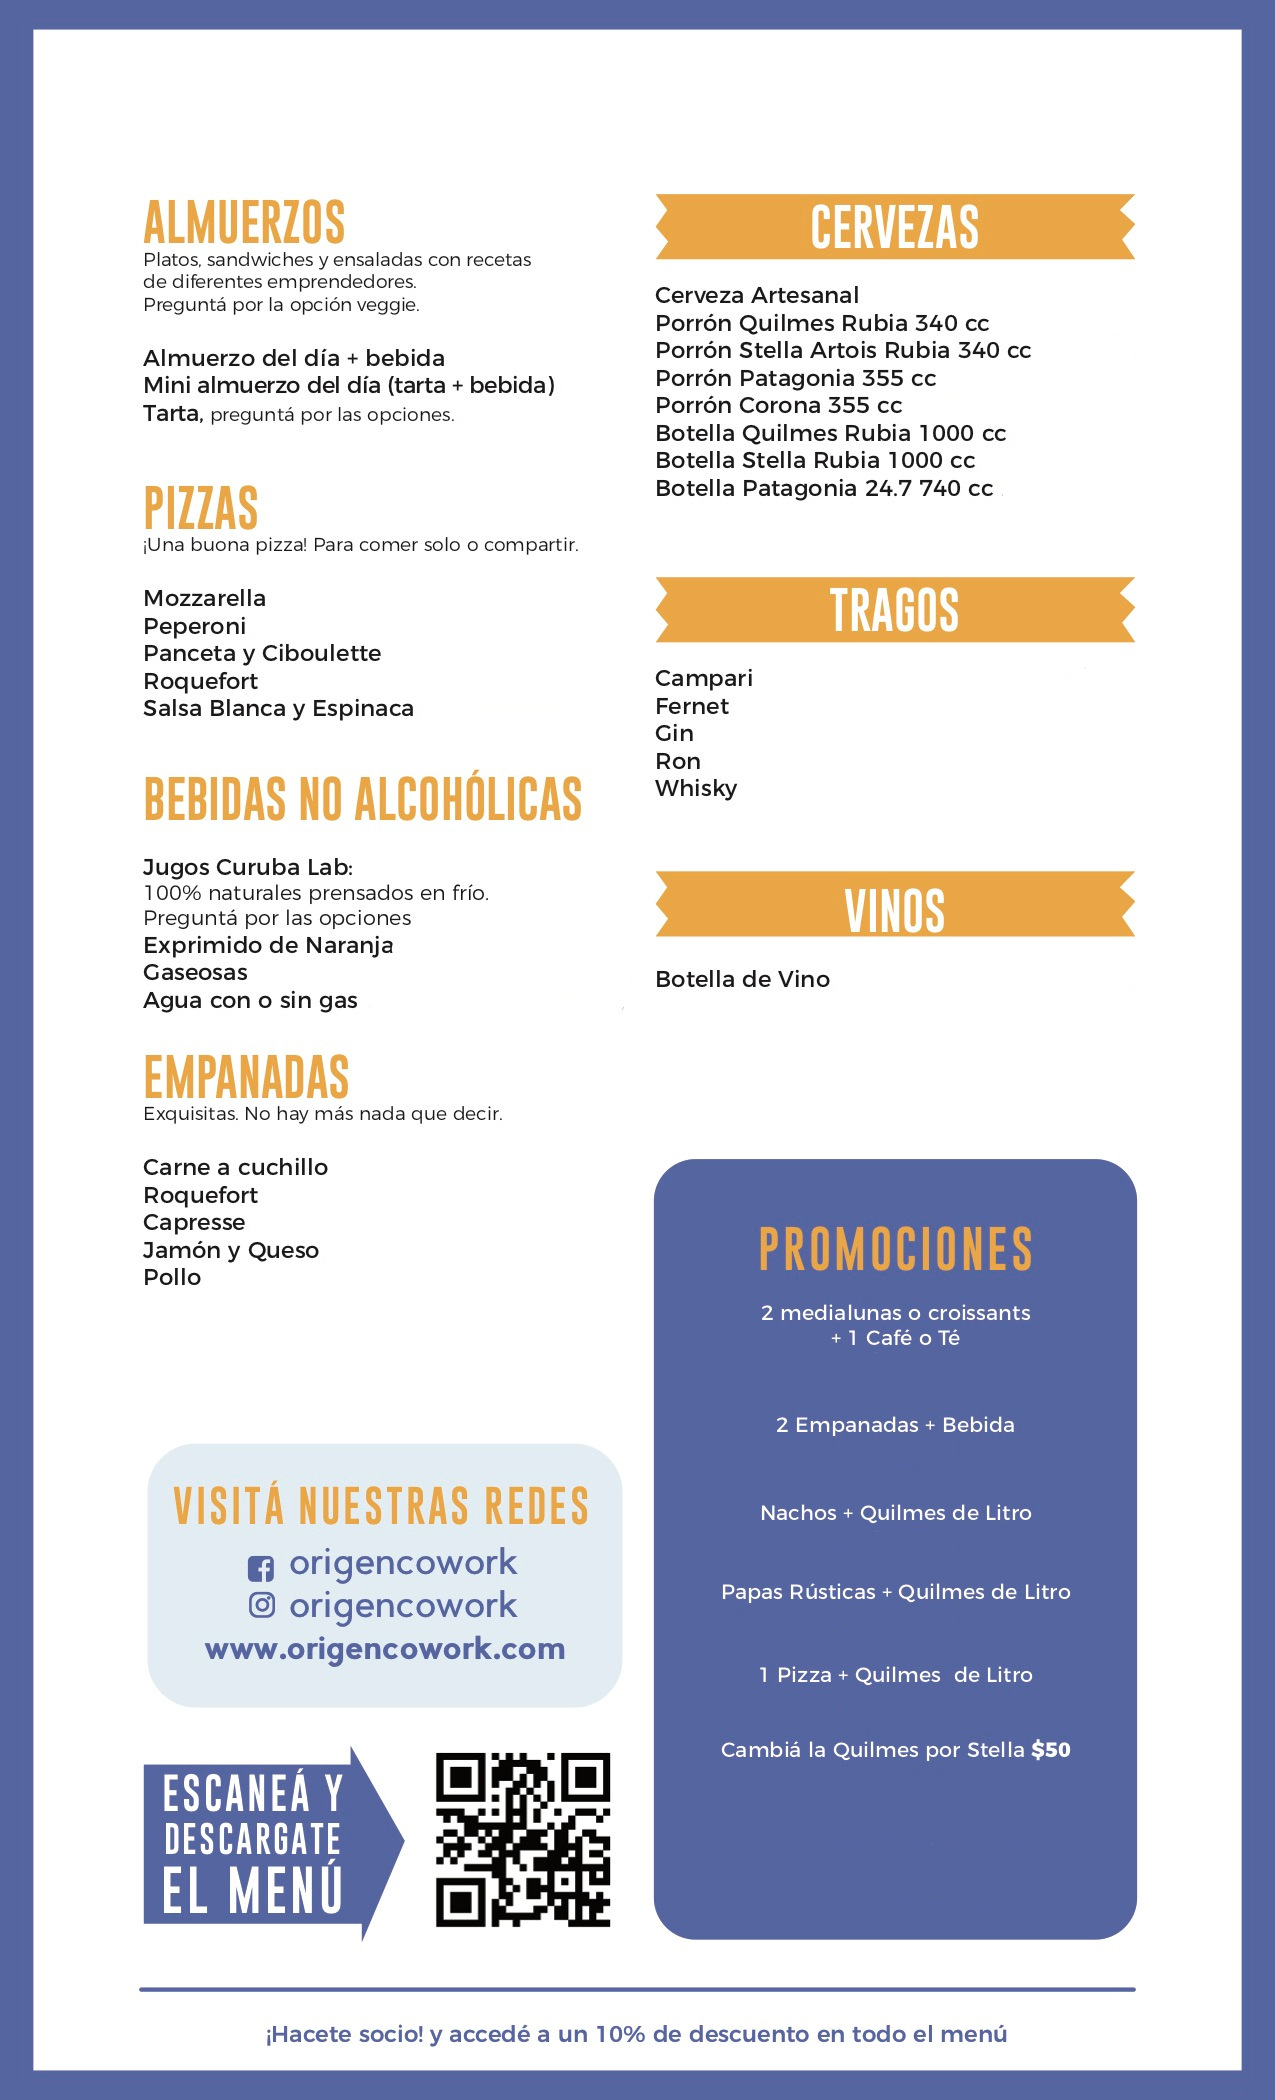 ALMUERZOS
Platos, sandwiches y ensaladas con recetas
de diferentes emprendedores.
Preguntá por la opción veggie.
Almuerzo del día + bebida
Mini almuerzo del día (tarta + bebida)
Tarta, preguntá por las opciones.
PIZZAS
¡Una buena pizza! Para comer solo o compartir.
Mozzarella
Peperoni
Panceta y Ciboulette
Roquefort
Salsa Blanca y Espinaca
BEBIDAS NO ALCOHÓLICAS
Jugos Curuba Lab:
100% naturales prensados en frío.
Preguntá por las opciones
Exprimido de Naranja
Gaseosas
Agua con o sin gas
EMPANADAS
Exquisitas. No hay más nada que decir.
Carne a cuchillo
Roquefort
Capresse
Jamón y Queso
Pollo
VISITÁ NUESTRAS REDES
origencowork
origencowork
www.origencowork.com
ESCANEÁ Y
DESCARGATE
EL MENÚ
CERVEZAS
Cerveza Artesanal
Porrón Quilmes Rubia 340 cc
Porrón Stella Artois Rubia 340 cc
Porrón Patagonia 355 cc
Porrón Corona 355 cc
Botella Quilmes Rubia 1000 cc
Botella Stella Rubia 1000 cc
Botella Patagonia 24.7 740 cc
TRAGOS
Campari
Fernet
Gin
Ron
Whisky
VINOS
Botella de Vino
PROMOCIONES
2 medialunas o croissants
+ 1 Café o Té
2 Empanadas + Bebida
Nachos + Quilmes de Litro
Papas Rústicas + Quilmes de Litro
1 Pizza + Quilmes de Litro
Cambiá la Quilmes por Stella $50
¡Hacete socio! y accedé a un 10% de descuento en todo el menú